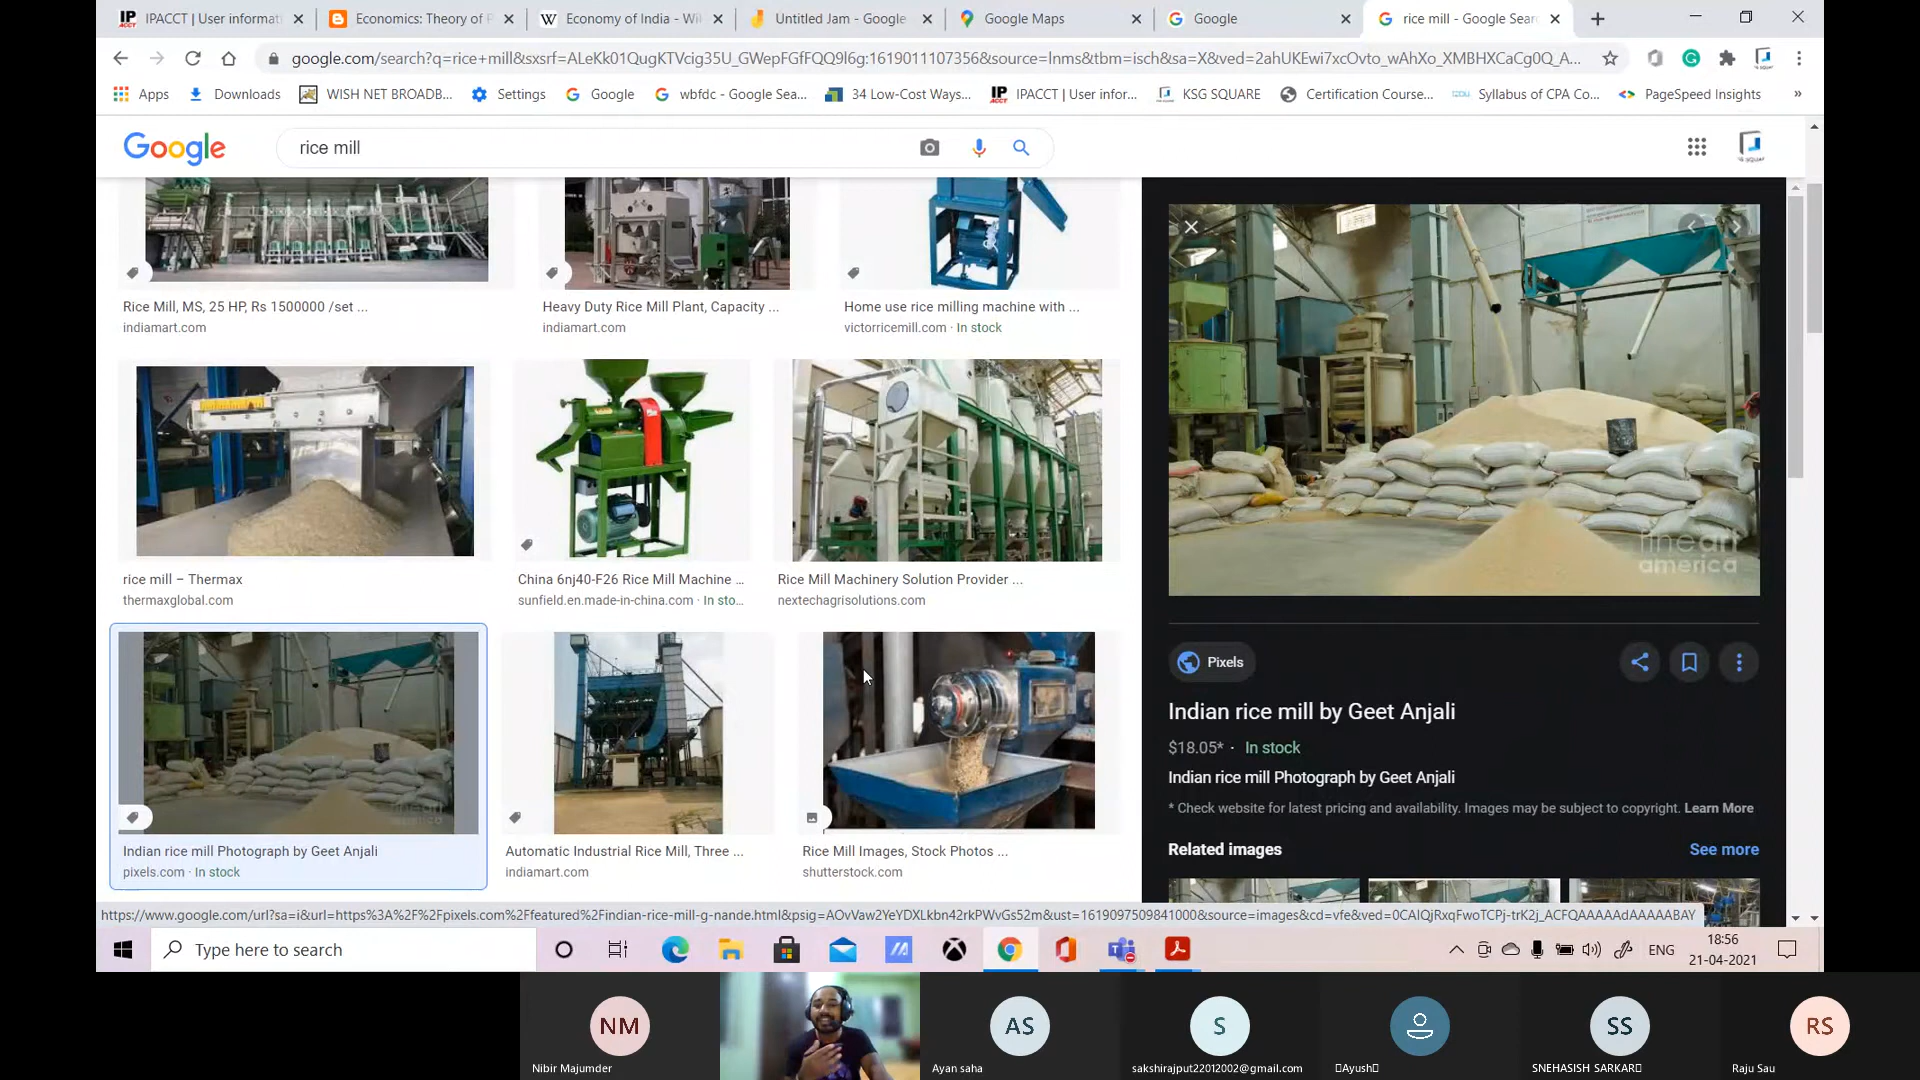 IPACCT | User informati
Economics: Theory of P
Economy of India - Wi
Untitled Jam - Google
Google Maps
Google
rice mill - Google Sear
google.com/search?q=rice+mill&sxsrf=ALeKk01QugKTVcig35U_GWepFGfFQQ9l6g:1619011107356&source=lnms&tbm=isch&sa=X&ved=2ahUKEwi7xcOvto_wAhXo_XMBHXCaCg0Q_A...
Apps
Downloads
WISH NET BROADB...
Settings
Google
wbfdc - Google Sea...
34 Low-Cost Ways...
IPACCT | User infor...
KSG SQUARE
Certification Course...
Syllabus of CPA Co...
PageSpeed Insights
Google
rice mill
Rice Mill, MS, 25 HP, Rs 1500000 /set ...
indiamart.com
Heavy Duty Rice Mill Plant, Capacity ...
indiamart.com
Home use rice milling machine with ...
victorricemill.com · In stock
rice mill – Thermax
thermaxglobal.com
China 6nj40-F26 Rice Mill Machine ...
sunfield.en.made-in-china.com · In sto...
Rice Mill Machinery Solution Provider ...
nextechagrisolutions.com
Indian rice mill Photograph by Geet Anjali
pixels.com · In stock
Automatic Industrial Rice Mill, Three ...
indiamart.com
Rice Mill Images, Stock Photos ...
shutterstock.com
fine art
america
Pixels
Indian rice mill by Geet Anjali
$18.05* · In stock
Indian rice mill Photograph by Geet Anjali
* Check website for latest pricing and availability. Images may be subject to copyright. Learn More
Related images
See more
https://www.google.com/url?sa=i&url=https%3A%2F%2Fpixels.com%2Ffeatured%2Findian-rice-mill-g-nande.html&psig=AOvVaw2YeYDXLkbn42rkPWvGs52m&ust=1619097509841000&source=images&cd=vfe&ved=0CAIQjRxqFwoTCPj-trK2j_ACFQAAAAAdAAAAABAY
Type here to search
ENG
18:56
21-04-2021
NM
Nibir Majumder
AS
Ayan saha
S
sakshirajput22012002@gmail.com
Ayush
SS
SNEHASISH SARKAR
RS
Raju Sau